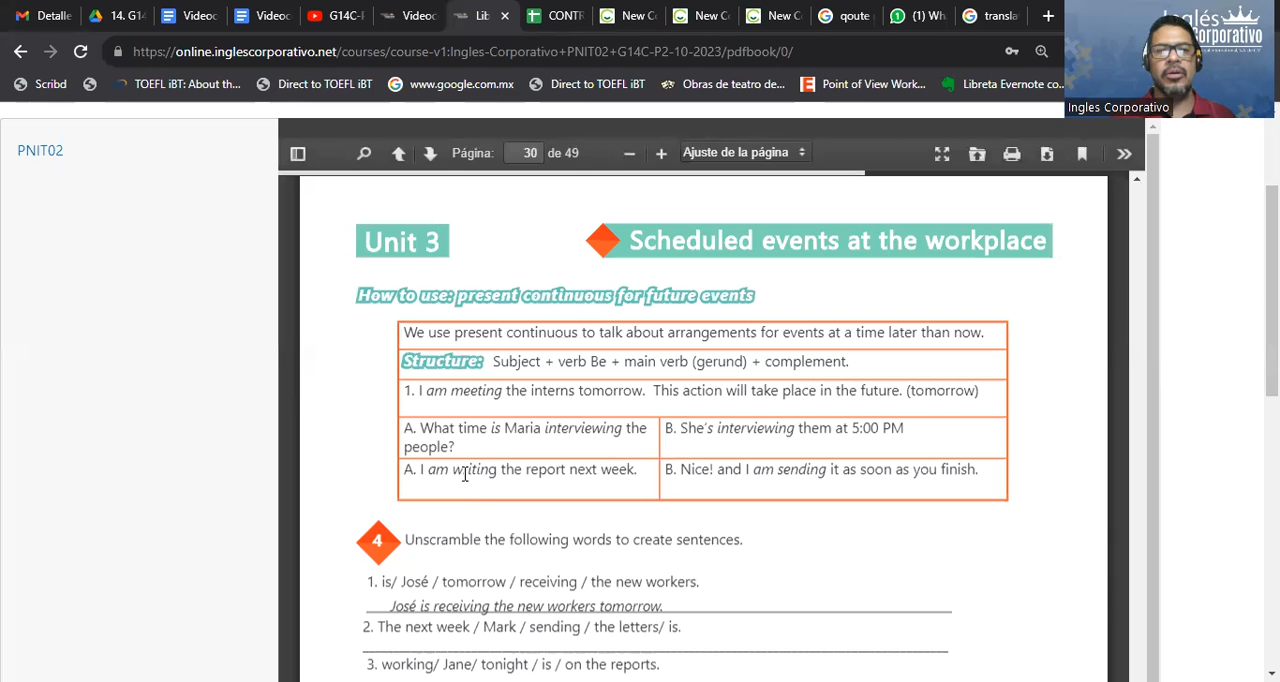 Detalle
14. G14
Videoc
Videoc
G14C-F
Videoc
Lib
CONTR
New C
New C
New C
qoute
(1) Wh
transla
https://online.inglescorporativo.net/courses/course-v1:Ingles-Corporativo+PNIT02+G14C-P2-10-2023/pdfbook/0/
Scribd
TOEFL iBT: About th...
Direct to TOEFL iBT
www.google.com.mx
Direct to TOEFL iBT
Obras de teatro de...
Point of View Work...
Libreta Evernote co...
Inglés
Corporativo
Ingles Corporativo
PNIT02
Página: 30 de 49
Ajuste de la página
Unit 3
Scheduled events at the workplace
How to use: present continuous for future events
We use present continuous to talk about arrangements for events at a time later than now.
Structure: Subject + verb Be + main verb (gerund) + complement.
1. I am meeting the interns tomorrow. This action will take place in the future. (tomorrow)
A. What time is Maria interviewing the
people?
B. She's interviewing them at 5:00 PM
A. I am writing the report next week.
B. Nice! and I am sending it as soon as you finish.
4 Unscramble the following words to create sentences.
1. is/ José / tomorrow / receiving / the new workers.
José is receiving the new workers tomorrow.
2. The next week / Mark / sending / the letters/ is.
3. working/ Jane/ tonight / is / on the reports.